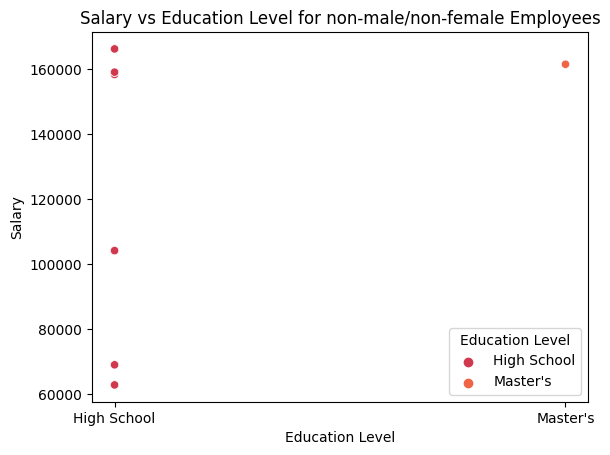 Salary vs Education Level for non-male/non-female Employees
160000
140000
120000
100000
80000
60000
Salary
High School
Master's
Education Level
Education Level
High School
Master's